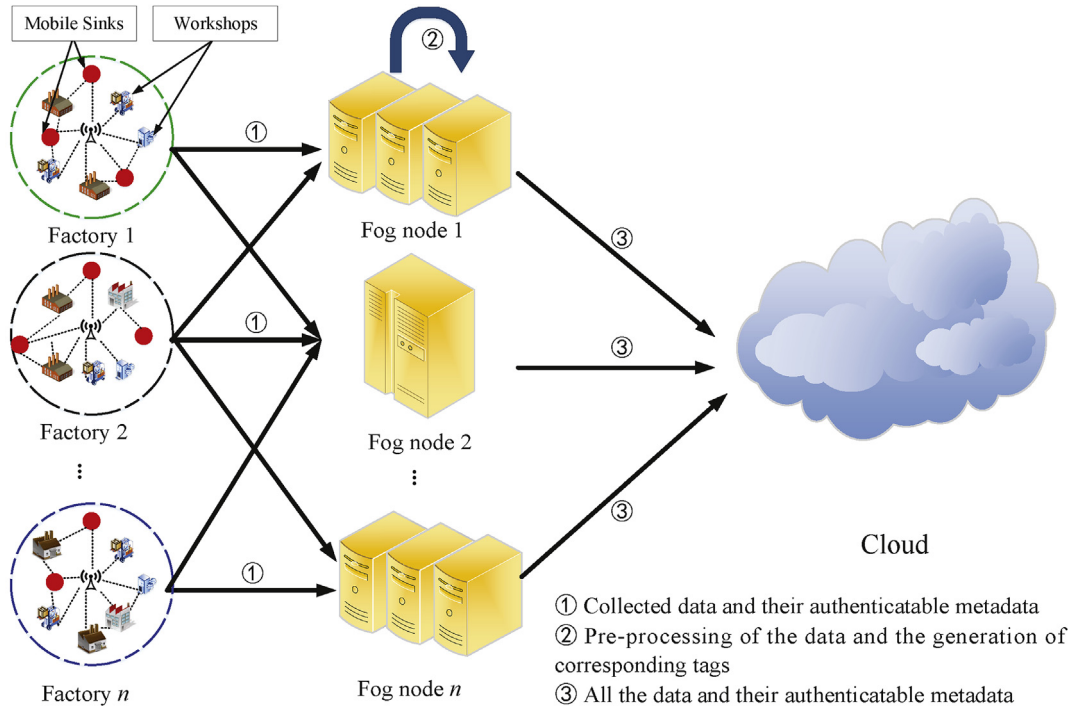 Mobile Sinks
Workshops
②
①
Factory 1
Fog node 1
③
①
③
Factory 2
Fog node 2
⋮
⋮
③
①
Cloud
Factory n
Fog node n
① Collected data and their authenticatable metadata
② Pre-processing of the data and the generation of
corresponding tags
③ All the data and their authenticatable metadata